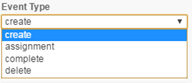 Event Type
create
create
assignment
complete
delete